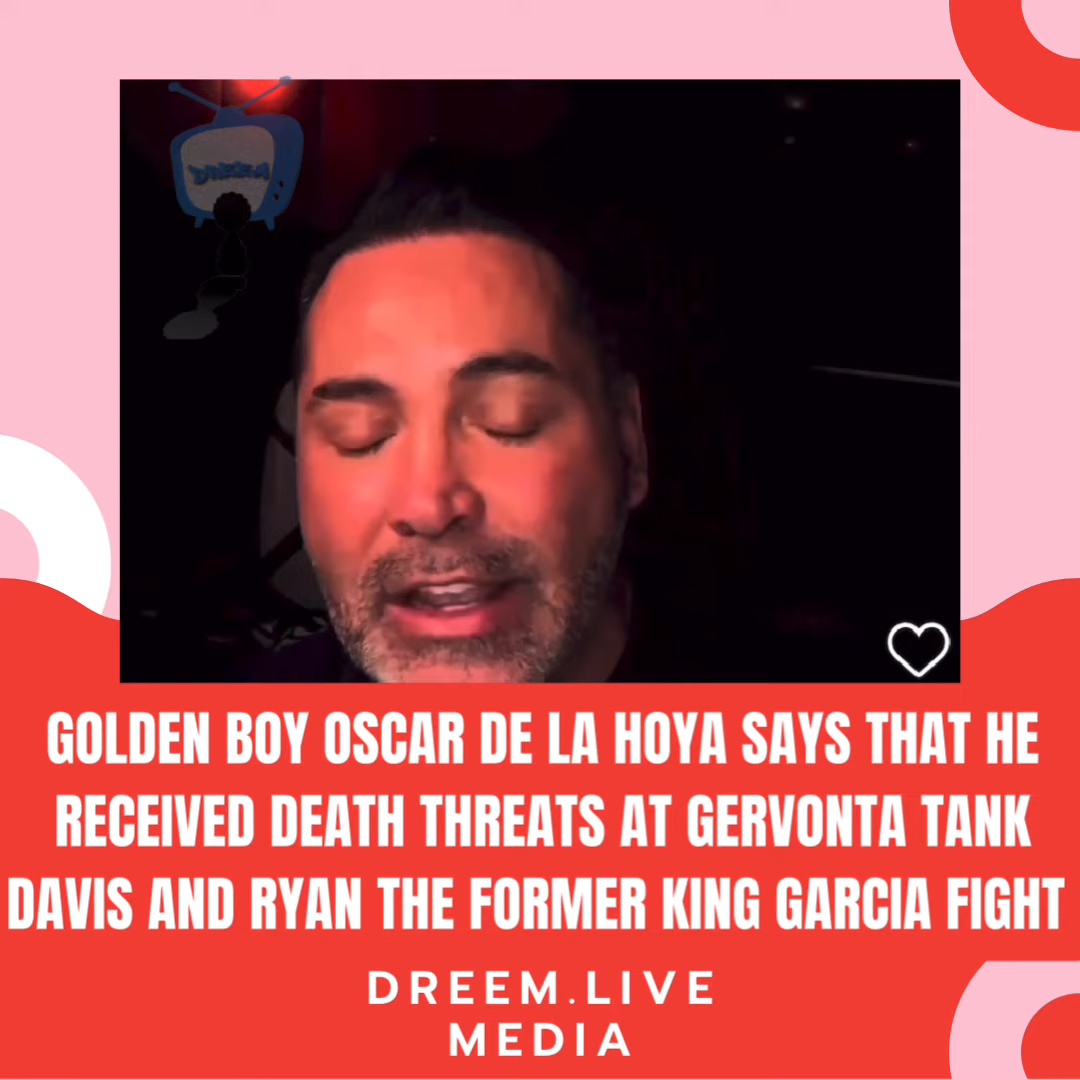 DREEM
GOLDEN BOY OSCAR DE LA HOYA SAYS THAT HE
RECEIVED DEATH THREATS AT GERVONTA TANK
DAVIS AND RYAN THE FORMER KING GARCIA FIGHT
DREEM.LIVE
MEDIA